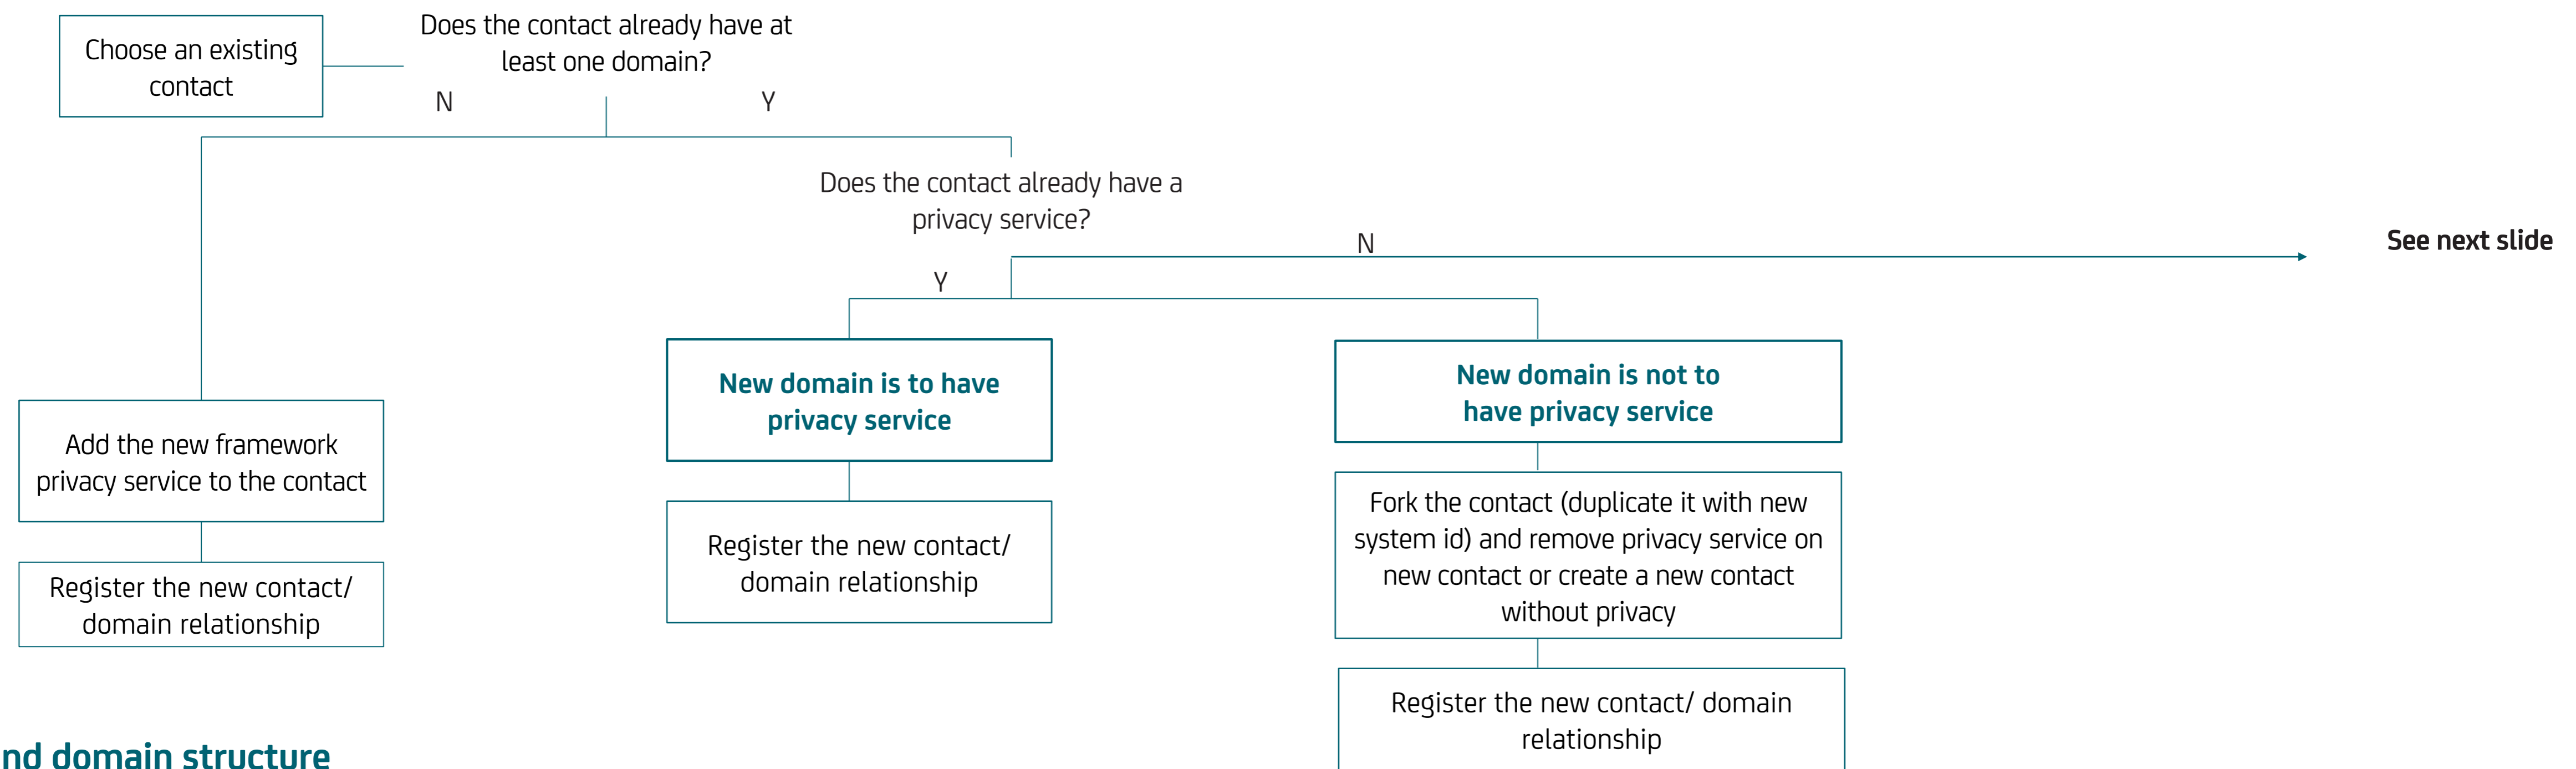 Choose an existing
contact
Does the contact already have at
least one domain?
N
Y
Does the contact already have a
privacy service?
N
See next slide
Y
New domain is to have
privacy service
New domain is not to
have privacy service
Add the new framework
privacy service to the contact
Register the new contact/
domain relationship
Register the new contact/
domain relationship
Fork the contact (duplicate it with new
system id) and remove privacy service on
new contact or create a new contact
without privacy
Register the new contact/ domain
relationship
nd domain structure